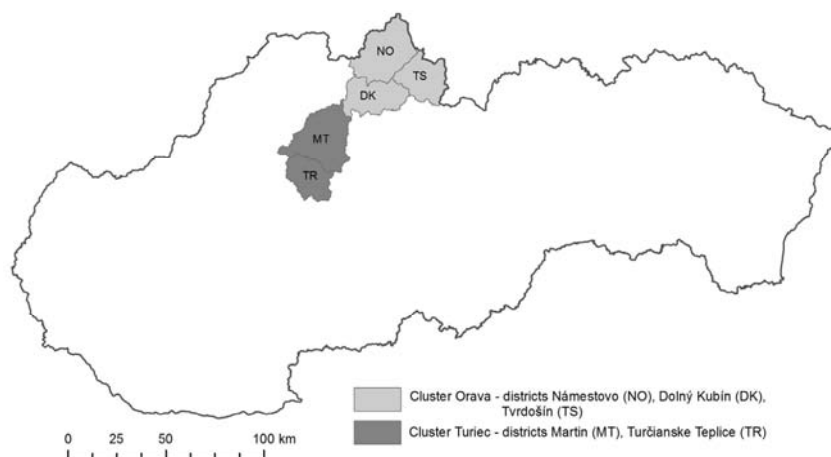 NO
TS
DK
MT
TR
Cluster Orava - districts Námestovo (NO), Dolný Kubín (DK),
Tvrdošín (TS)
Cluster Turiec - districts Martin (MT), Turčianske Teplice (TR)
0 25 50 100 km